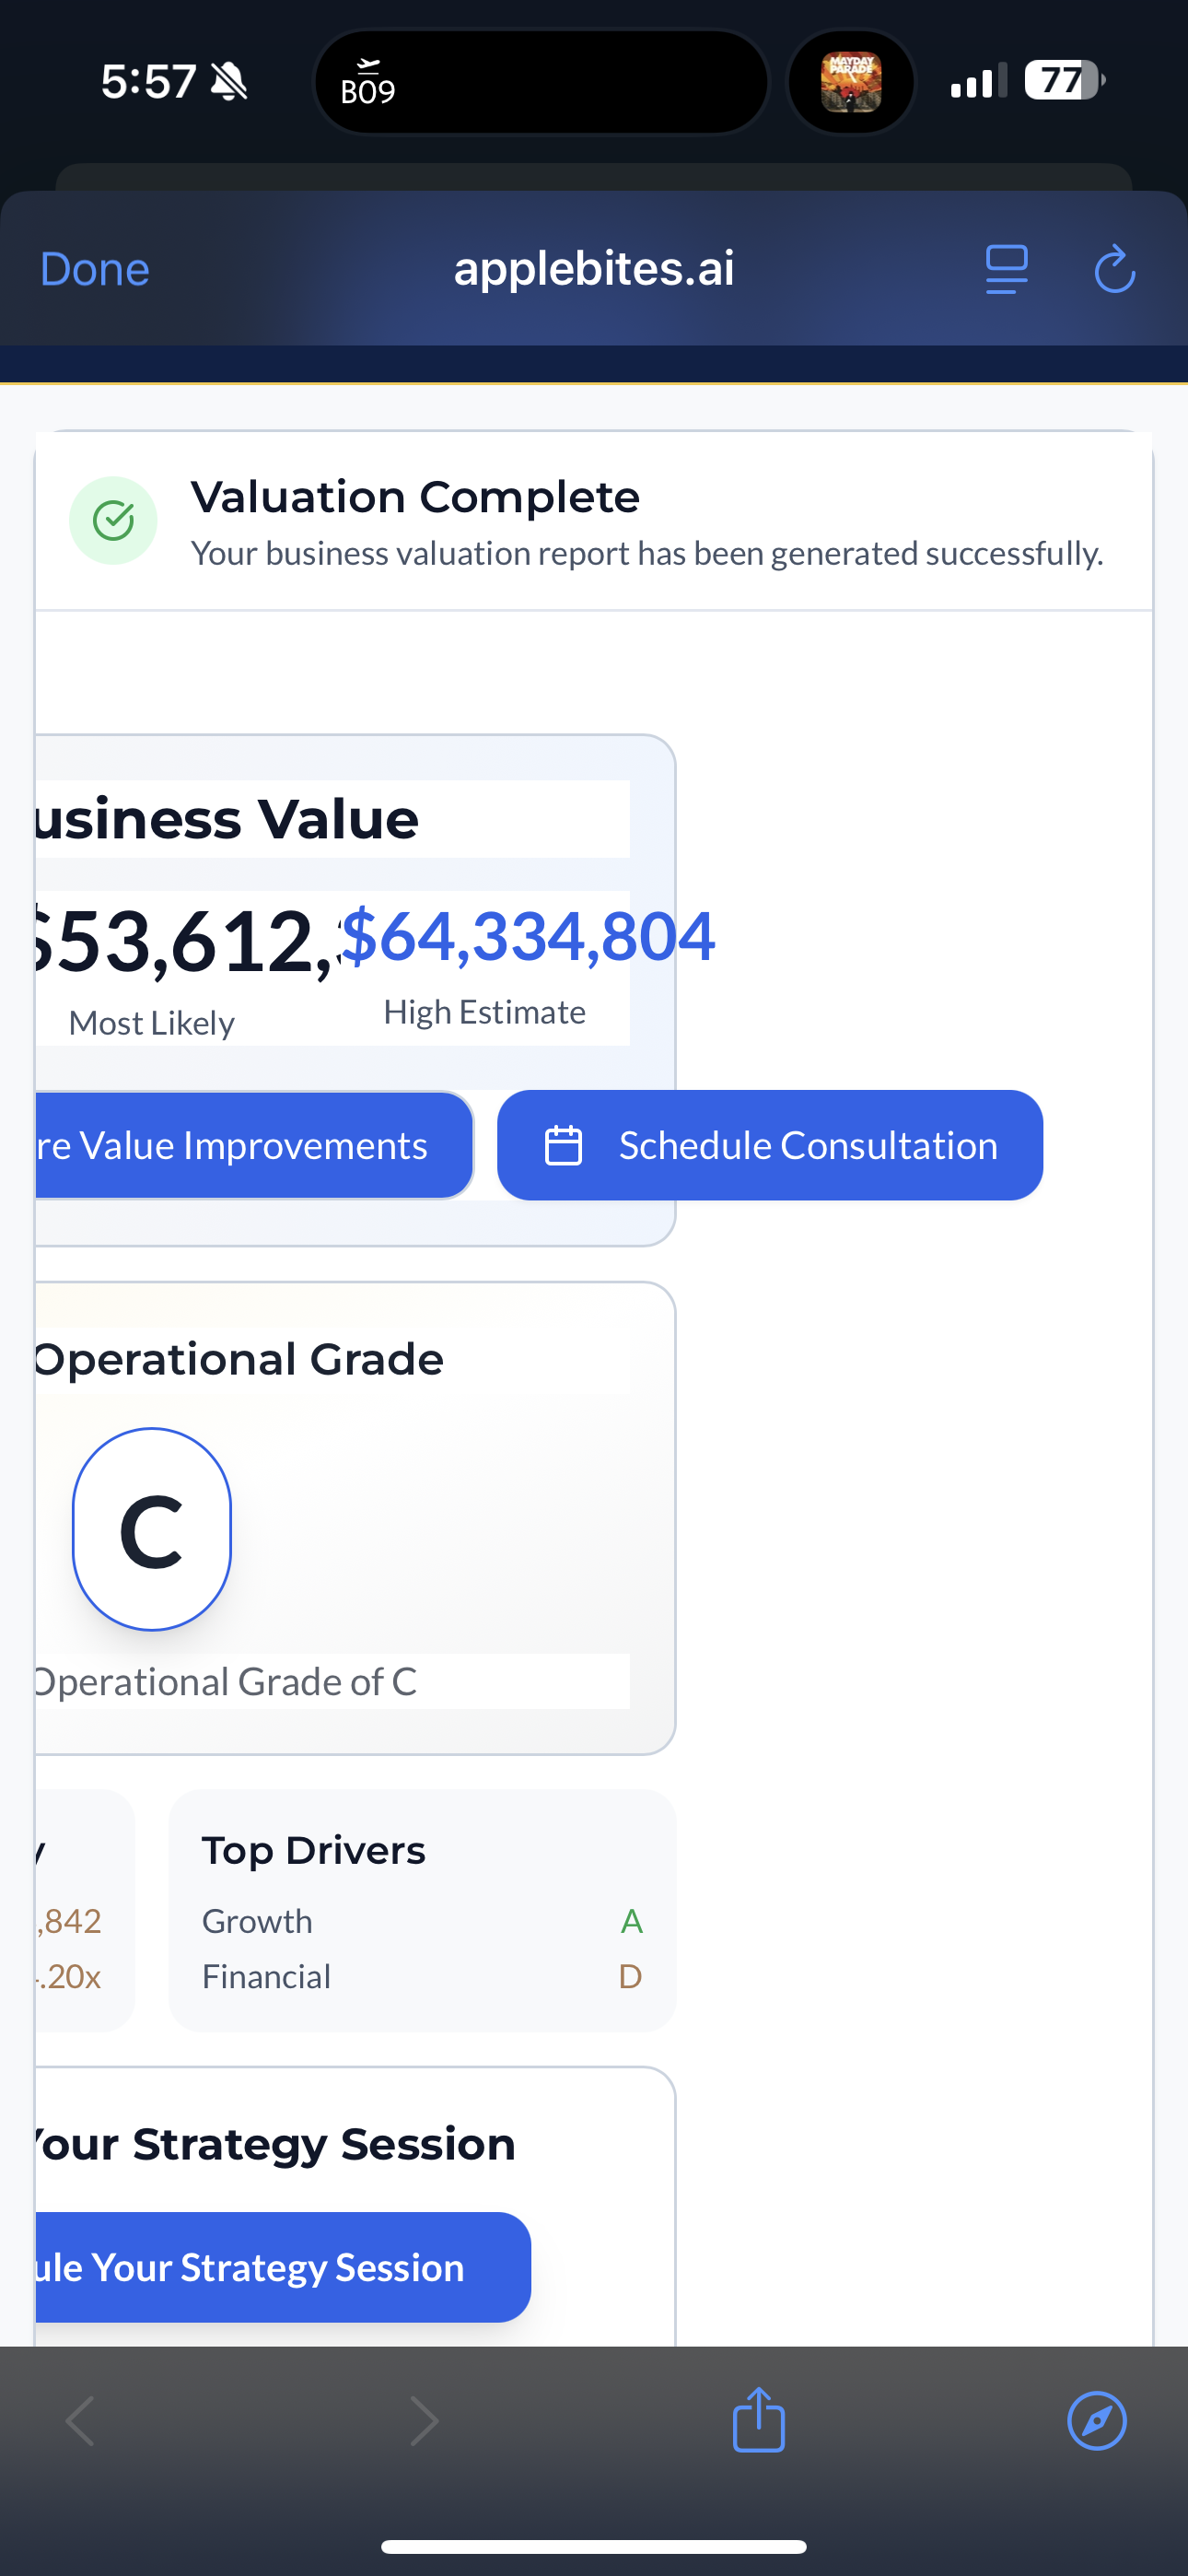 5:57
B09
MAYDAY PARADE
77
Done
applebites.ai
Valuation Complete
Your business valuation report has been generated successfully.
usiness Value
$53,612,
$64,334,804
Most Likely
High Estimate
re Value Improvements
Schedule Consultation
Operational Grade
C
Operational Grade of C
y
Top Drivers
,842
Growth
A
.20x
Financial
D
Your Strategy Session
ule Your Strategy Session